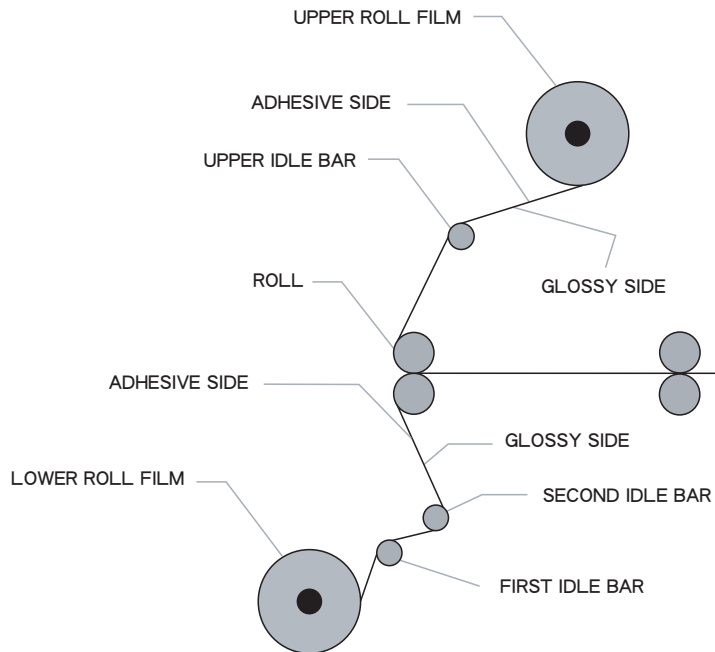 UPPER ROLL FILM
ADHESIVE SIDE
UPPER IDLE BAR
GLOSSY SIDE
ROLL
ADHESIVE SIDE
GLOSSY SIDE
LOWER ROLL FILM
SECOND IDLE BAR
FIRST IDLE BAR